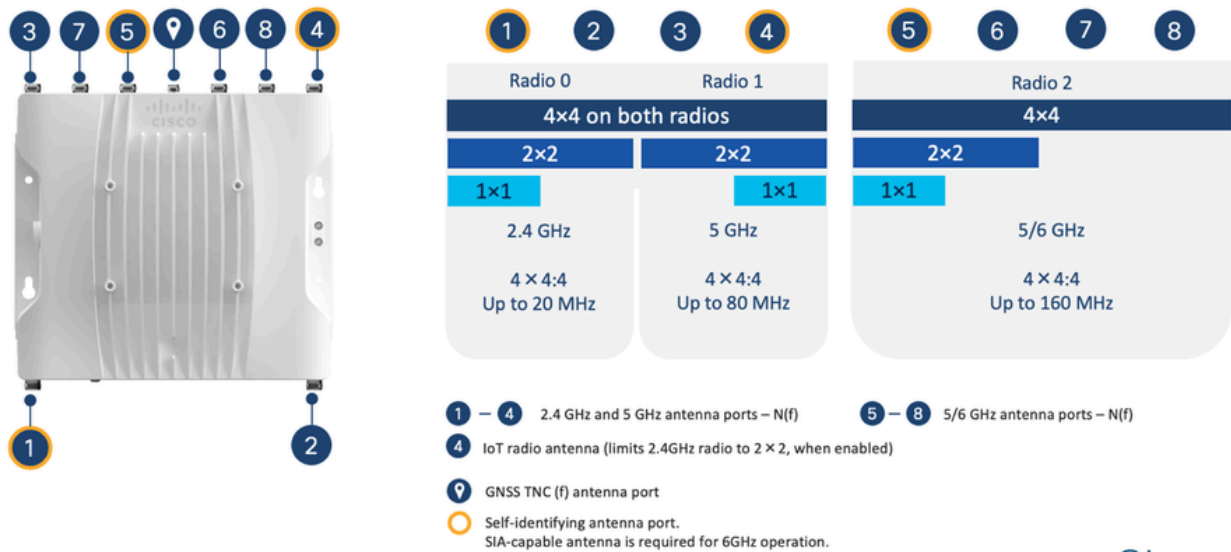 3 7 5 6 8 4
CISCO
1 2
1 2 3 4 5 6 7 8
Radio 0 Radio 1 Radio 2
4×4 on both radios 4×4
2×2 2×2 2×2
1×1 1×1 1×1
2.4 GHz 5 GHz 5/6 GHz
4×4:4 4×4:4 4×4:4
Up to 20 MHz Up to 80 MHz Up to 160 MHz
1 – 4 2.4 GHz and 5 GHz antenna ports – N(f) 5 – 8 5/6 GHz antenna ports – N(f)
4 IoT radio antenna (limits 2.4GHz radio to 2×2, when enabled)
GNSS TNC (f) antenna port
Self-identifying antenna port.
SIA-capable antenna is required for 6GHz operation.